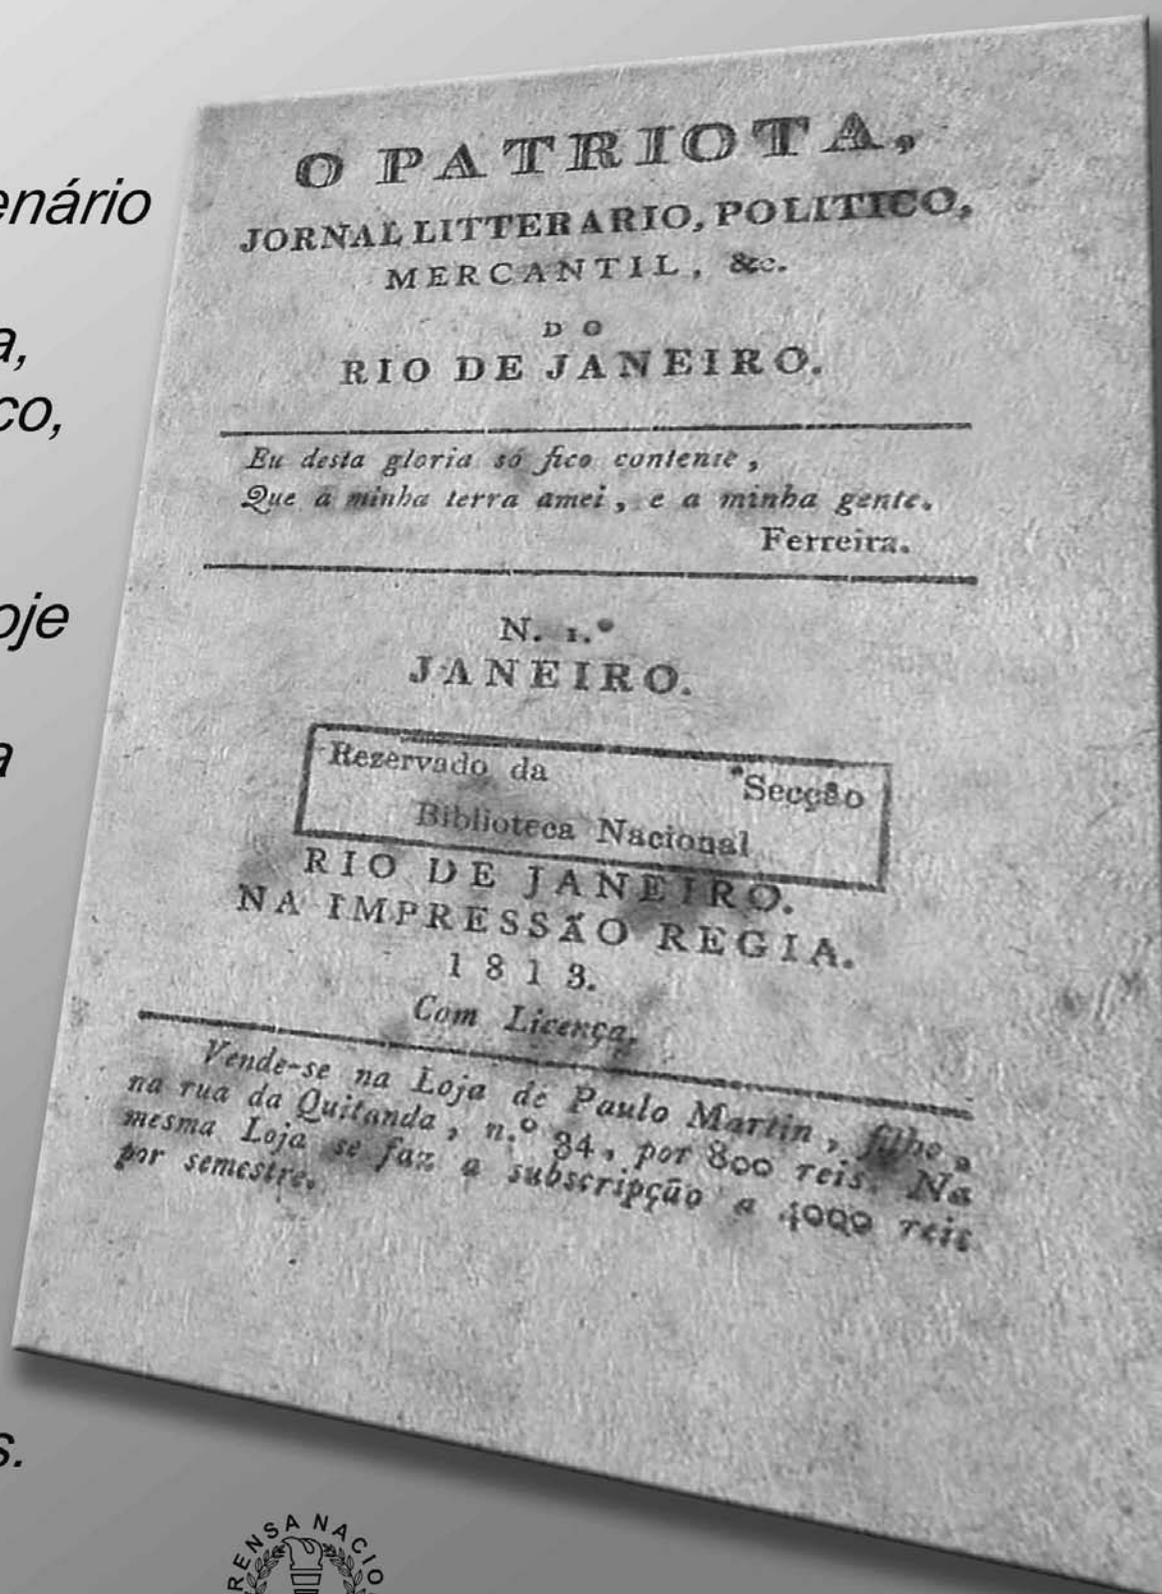 enário
a,
co,
oje
a
s.
O PATRIOTA,
JORNAL LITTERARIO, POLITICO,
MERCANTIL, &c.
DO
RIO DE JANEIRO.
Eu desta gloria só fico contente,
Que a minha terra amei, e a minha gente.
Ferreira.
N. 1.º
JANEIRO.
Rezervado da Secção
Biblioteca Nacional
RIO DE JANEIRO.
NA IMPRESSÃO REGIA.
1813.
Com Licença.
Vende-se na Loja de Paulo Martin, filho,
na rua da Quitanda, n.º 34, por 800 reis. Na
mesma Loja se faz a subscripção a 4000 reis
por semestre.
RENSA NACIO